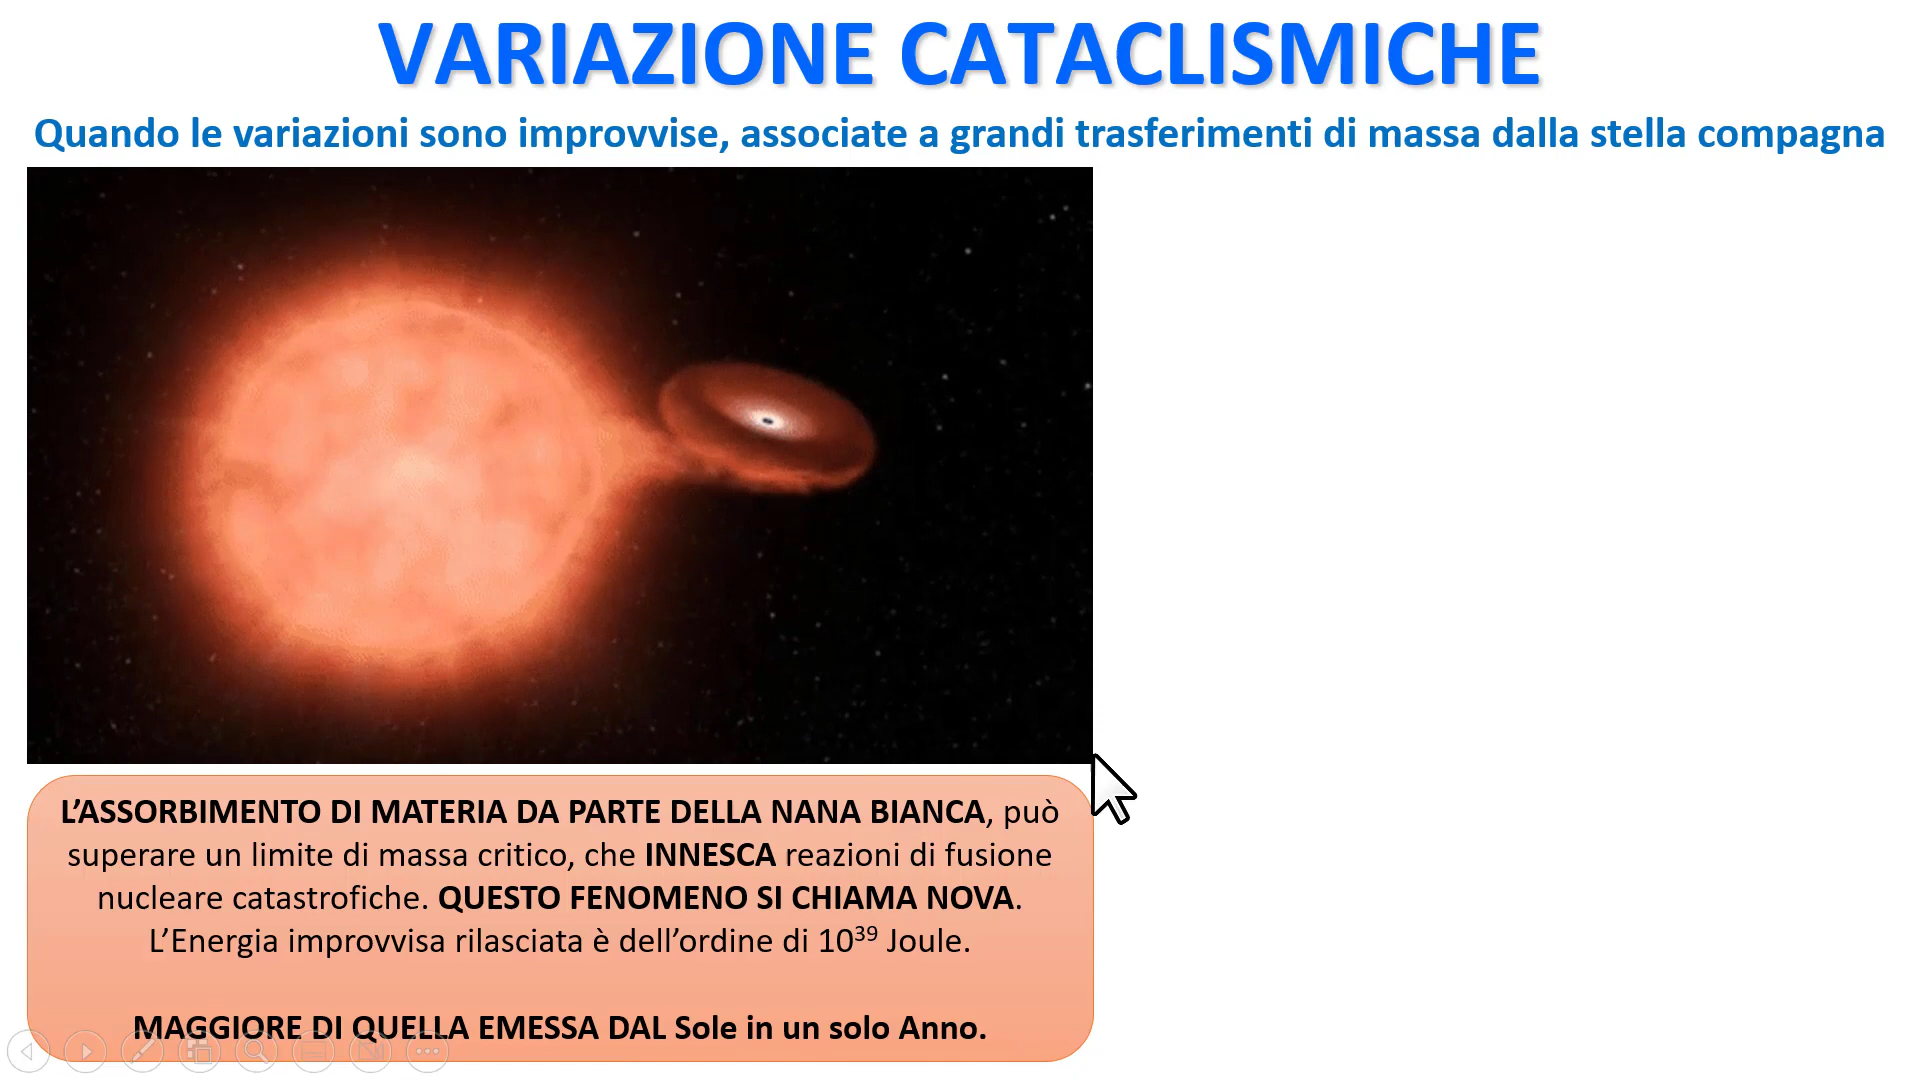 VARIAZIONE CATACLISMICHE
Quando le variazioni sono improvvise, associate a grandi trasferimenti di massa dalla stella compagna
L’ASSORBIMENTO DI MATERIA DA PARTE DELLA NANA BIANCA, può
superare un limite di massa critico, che INNESCA reazioni di fusione
nucleare catastrofiche. QUESTO FENOMENO SI CHIAMA NOVA.
L’Energia improvvisa rilasciata è dell’ordine di 10³⁹ Joule.
MAGGIORE DI QUELLA EMESSA DAL Sole in un solo Anno.